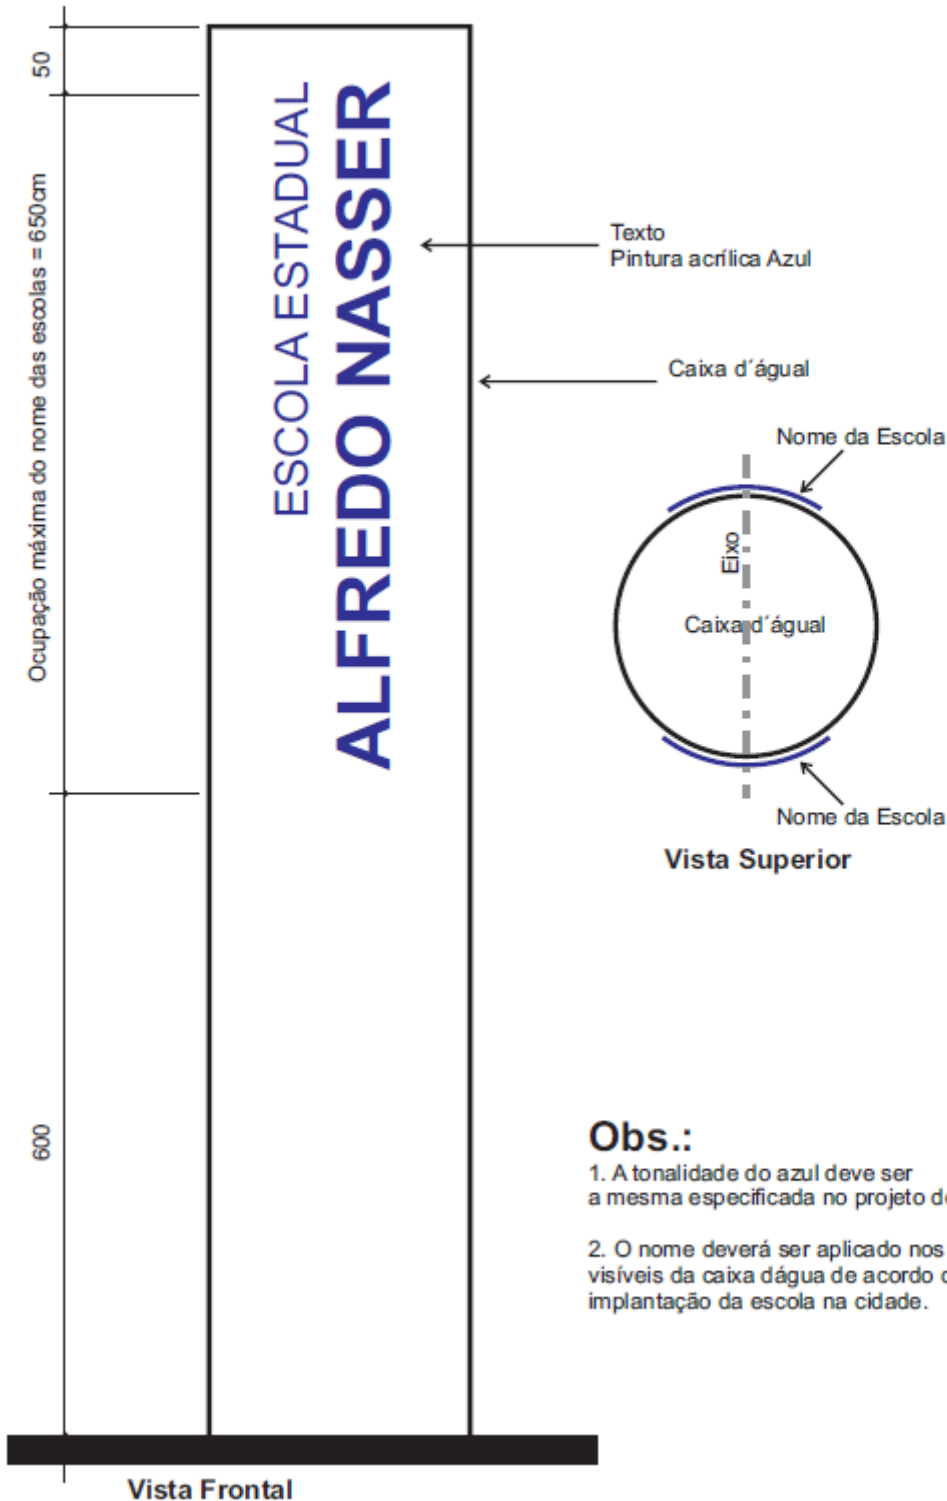 50
Ocupação máxima do nome das escolas = 650cm
600
ESCOLA ESTADUAL
ALFREDO NASSER
Texto
Pintura acrílica Azul
Caixa d´águal
Nome da Escola
Eixo
Caixa d´águal
Nome da Escola
Vista Superior
Obs.:
1. A tonalidade do azul deve ser
a mesma especificada no projeto de
2. O nome deverá ser aplicado nos
visíveis da caixa dágua de acordo
implantação da escola na cidade.
Vista Frontal